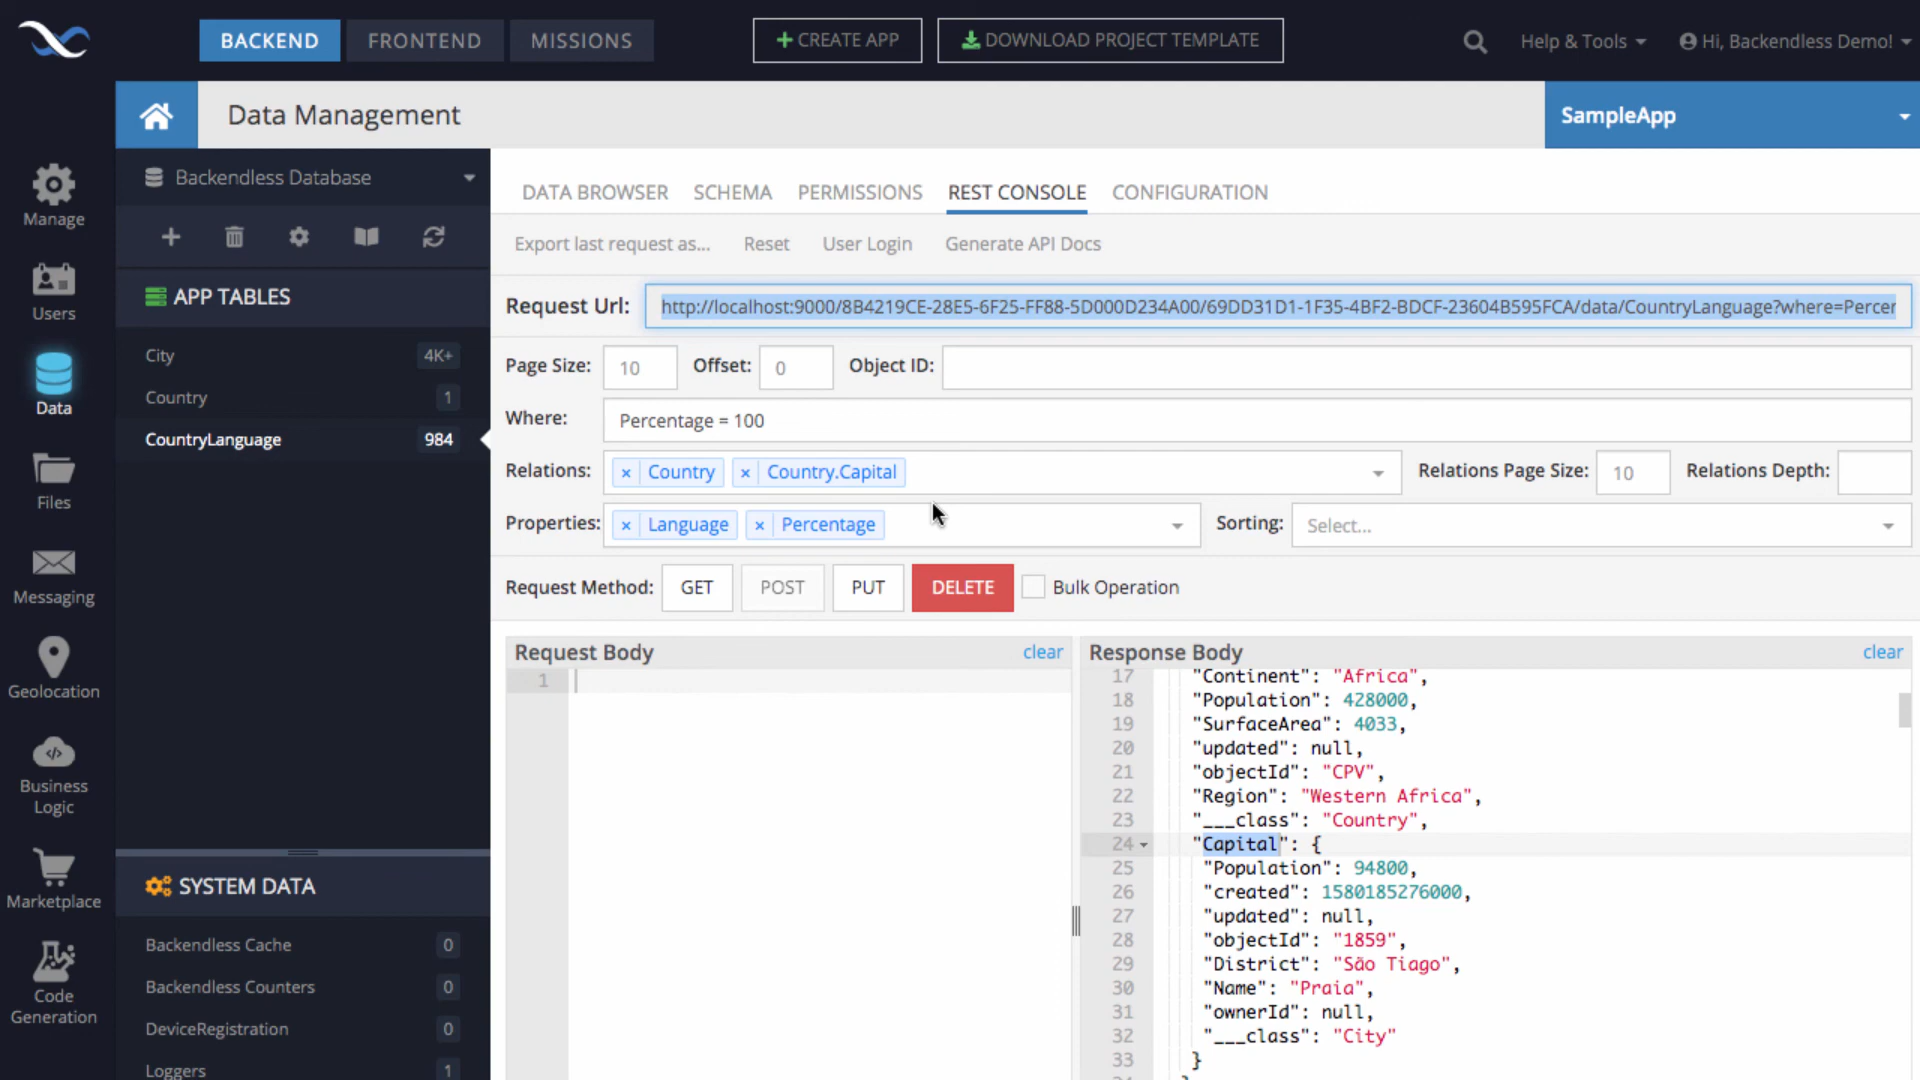 BACKEND FRONTEND MISSIONS + CREATE APP DOWNLOAD PROJECT TEMPLATE Help & Tools Hi, Backendless Demo!
Data Management SampleApp
Manage
Users
Data
Files
Messaging
Geolocation
Business
Logic
Marketplace
Code
Generation
Backendless Database
APP TABLES
City 4K+
Country 1
CountryLanguage 984
SYSTEM DATA
Backendless Cache 0
Backendless Counters 0
DeviceRegistration 0
Loggers 1
DATA BROWSER SCHEMA PERMISSIONS REST CONSOLE CONFIGURATION
Export last request as... Reset User Login Generate API Docs
Request Url: http://localhost:9000/8B4219CE-28E5-6F25-FF88-5D000D234A00/69DD31D1-1F35-4BF2-BDCF-23604B595FCA/data/CountryLanguage?where=Percer
Page Size: 10 Offset: 0 Object ID:
Where: Percentage = 100
Relations: × Country × Country.Capital Relations Page Size: 10 Relations Depth:
Properties: × Language × Percentage Sorting: Select...
Request Method: GET POST PUT DELETE Bulk Operation
Request Body clear
1
Response Body clear
17 "Continent": "Africa",
18 "Population": 428000,
19 "SurfaceArea": 4033,
20 "updated": null,
21 "objectId": "CPV",
22 "Region": "Western Africa",
23 "___class": "Country",
24 "Capital": {
25 "Population": 94800,
26 "created": 1580185276000,
27 "updated": null,
28 "objectId": "1859",
29 "District": "São Tiago",
30 "Name": "Praia",
31 "ownerId": null,
32 "___class": "City"
33 }